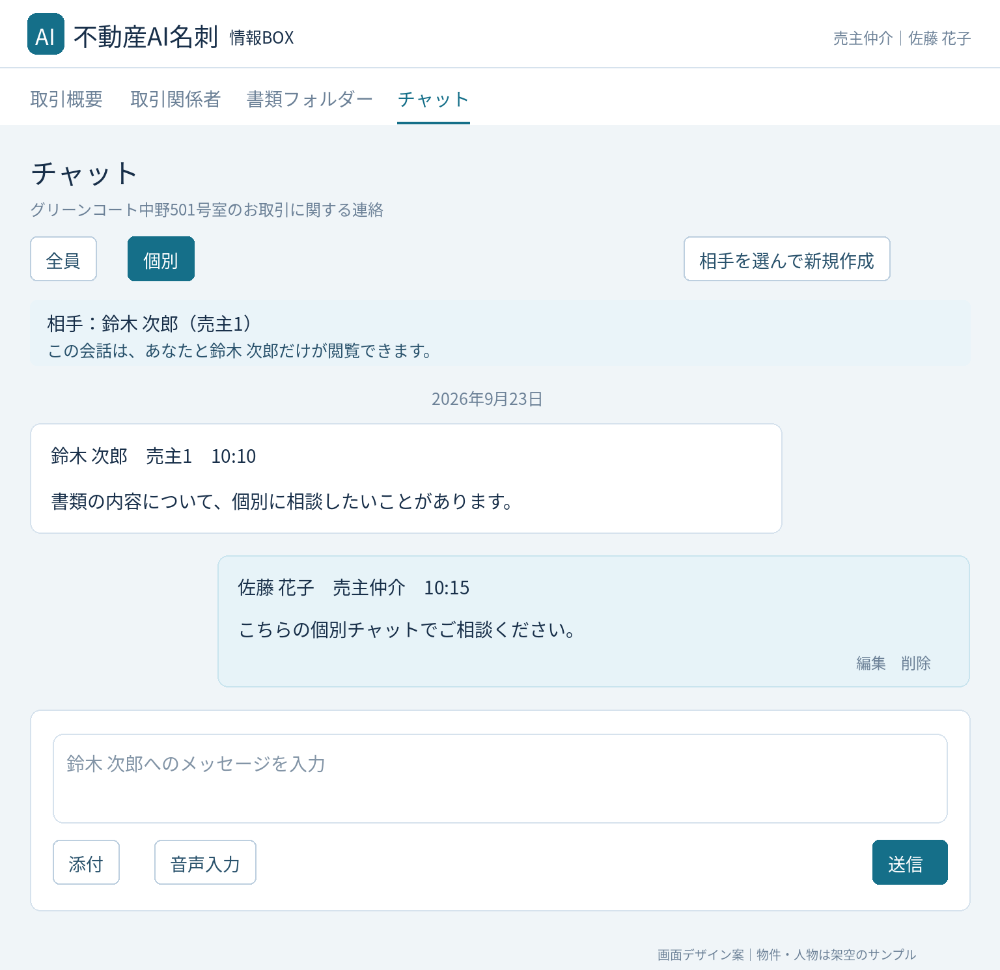 AI 不動産AI名刺 情報BOX 売主仲介｜佐藤 花子
取引概要 取引関係者 書類フォルダー チャット
チャット
グリーンコート中野501号室のお取引に関する連絡
全員 個別 相手を選んで新規作成
相手：鈴木 次郎（売主1）
この会話は、あなたと鈴木 次郎だけが閲覧できます。
2026年9月23日
鈴木 次郎　売主1　10:10
書類の内容について、個別に相談したいことがあります。
佐藤 花子　売主仲介　10:15
こちらの個別チャットでご相談ください。
編集　削除
鈴木 次郎へのメッセージを入力
添付 音声入力 送信
画面デザイン案｜物件・人物は架空のサンプル